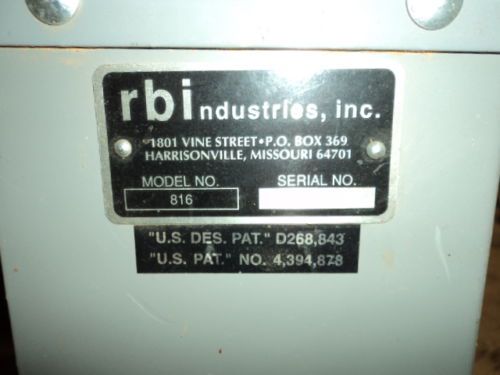 rbindustries, inc.
1801 VINE STREET•P.O. BOX 369
HARRISONVILLE, MISSOURI 64701
MODEL NO. SERIAL NO.
816
"U.S. DES. PAT." D268,843
"U.S. PAT." NO. 4,394,878